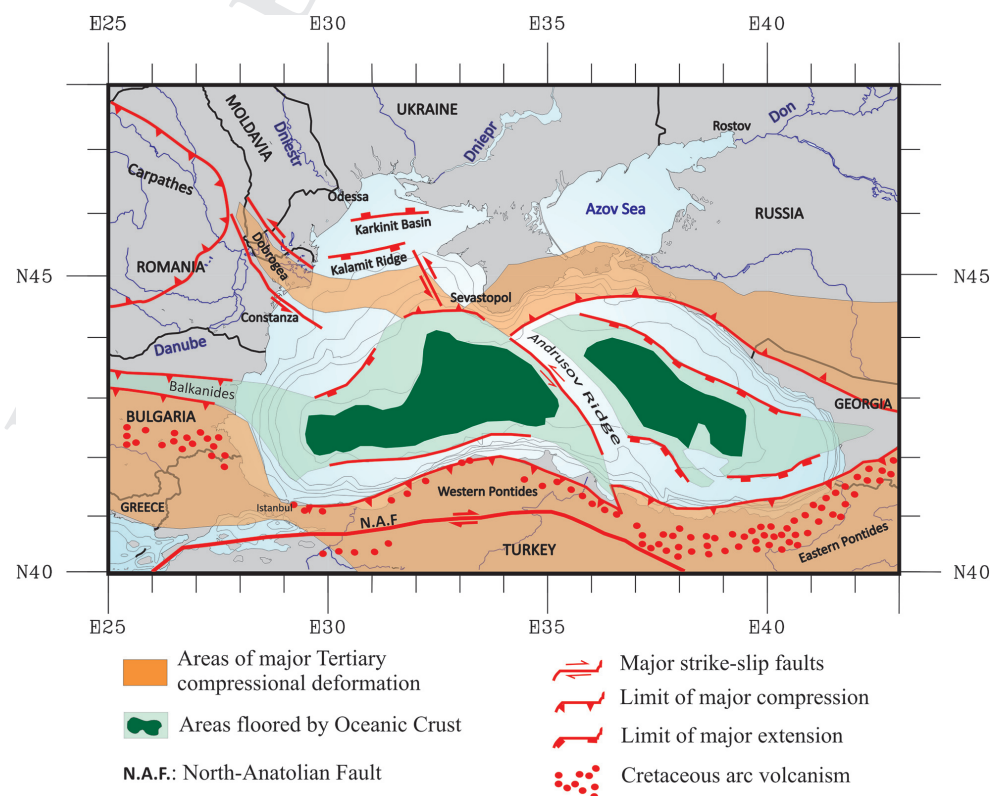 E25
E30
E35
E40
UKRAINE
MOLDAVIA
Dniestr
Dniepr
Don
Rostov
Carpathes
Odessa
Azov Sea
RUSSIA
Karkinit Basin
Dobrogea
ROMANIA
Kalamit Ridge
N45
N45
Sevastopol
Constanza
Danube
Andrusov Ridge
Balkanides
GEORGIA
BULGARIA
Western Pontides
GREECE
Istanbul
N.A.F
Eastern Pontides
TURKEY
N40
N40
E25
E30
E35
E40
Areas of major Tertiary
compressional deformation
Areas floored by Oceanic Crust
N.A.F.: North-Anatolian Fault
Major strike-slip faults
Limit of major compression
Limit of major extension
Cretaceous arc volcanism